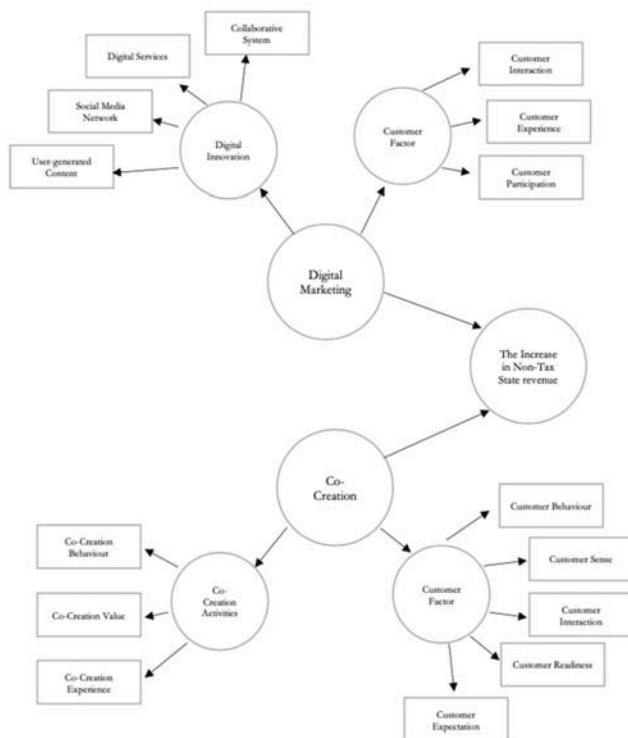 Collaborative
System
Digital Services
Social Media
Network
User-generated
Content
Digital
Innovation
Customer
Factor
Customer
Interaction
Customer
Experience
Customer
Participation
Digital
Marketing
The Increase
in Non-Tax
State revenue
Co-
Creation
Co-Creation
Behaviour
Co-Creation Value
Co-Creation
Experience
Co-
Creation
Activities
Customer
Factor
Customer Behaviour
Customer Sense
Customer
Interaction
Customer Readiness
Customer
Expectation